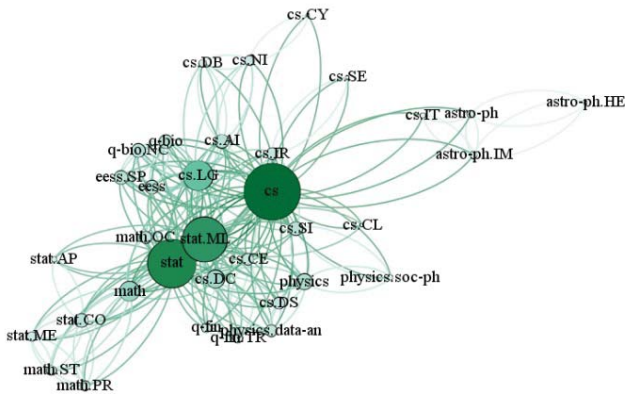 cs.CY
cs.DB
cs.NI
cs.SE
astro-ph.HE
cs.IT
astro-ph
q-bio
cs.AI
q-bio.NC
cs.IR
astro-ph.IM
eess.SP
eess
cs.LG
cs
cs.SI
cs.CL
math.OC
stat.ML
stat.AP
stat
cs.CE
cs.DC
physics
physics.soc-ph
math
cs.DS
stat.CO
q-fin
physics.data-an
stat.ME
q-fin.TR
math.ST
math.PR